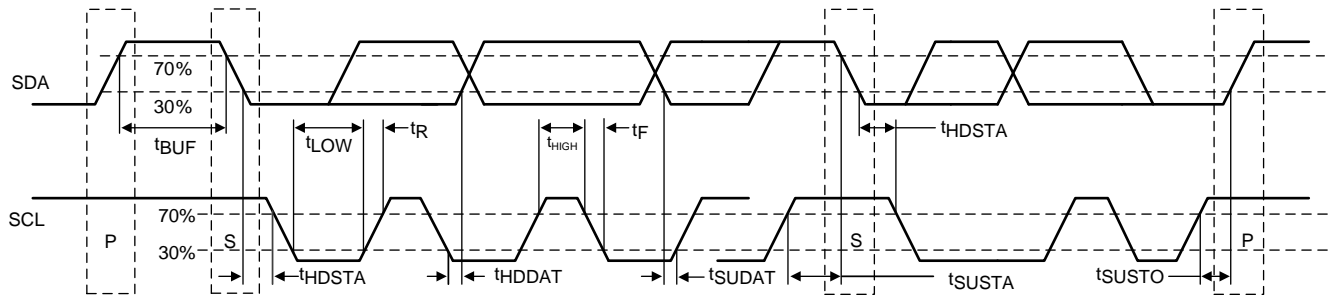 SDA
70%
30%
tBUF
tLOW
tR
tHIGH
tF
tHDSTA
SCL
70%
30%
P
S
S
P
tHDSTA
tHDDAT
tSUDAT
tSUSTA
tSUSTO